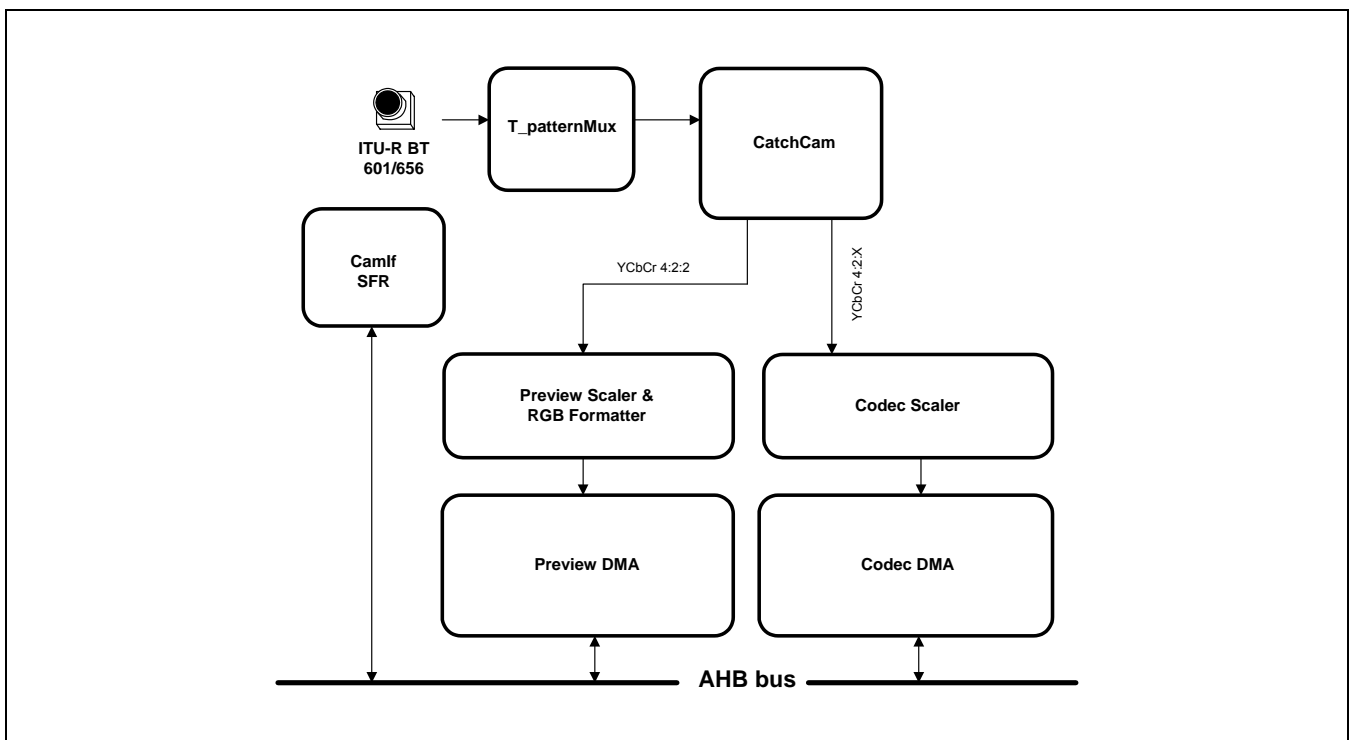 T_patternMux
CatchCam
ITU-R BT
601/656
CamIf
SFR
YCbCr 4:2:2
YCbCr 4:2:X
Preview Scaler &
RGB Formatter
Codec Scaler
Preview DMA
Codec DMA
AHB bus